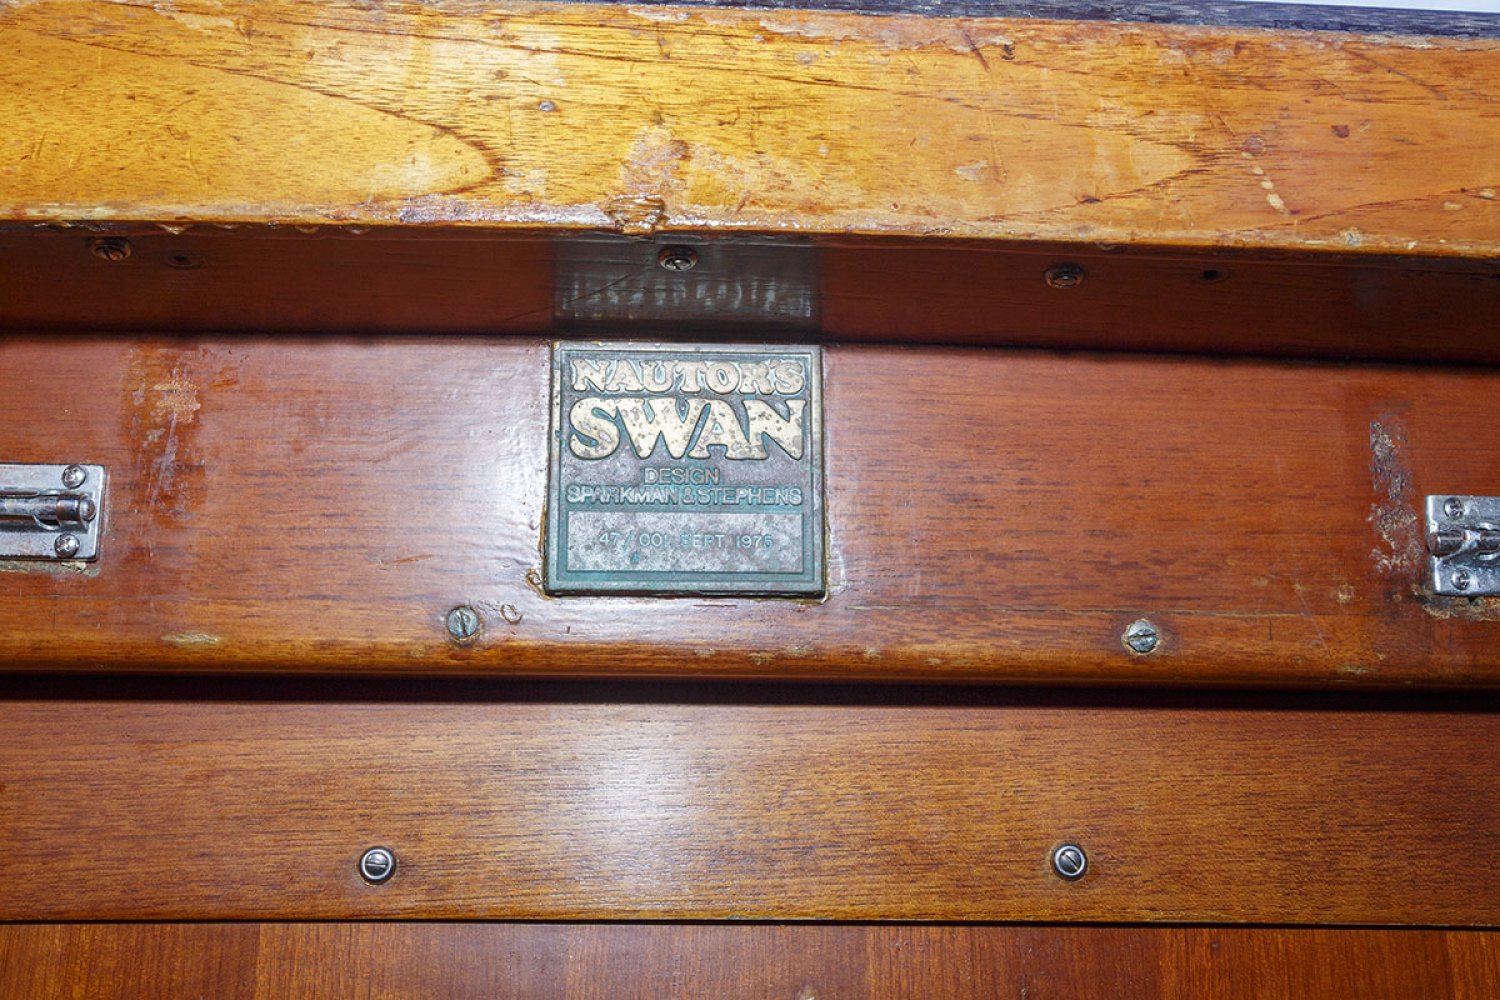 NAUTOR'S
SWAN
DESIGN
SPARKMAN & STEPHENS
47/001 SEPT 1975